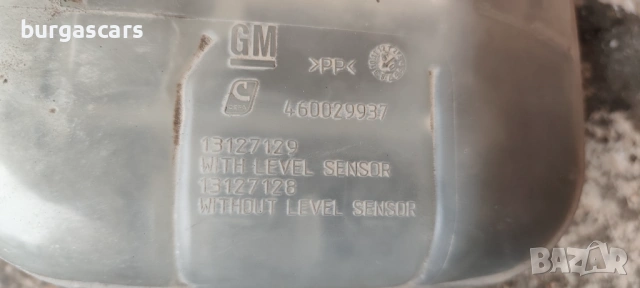 burgascars
GM
>PP<
460029937
13127129
WITH LEVEL SENSOR
13127128
WITHOUT LEVEL SENSOR
BAZAR